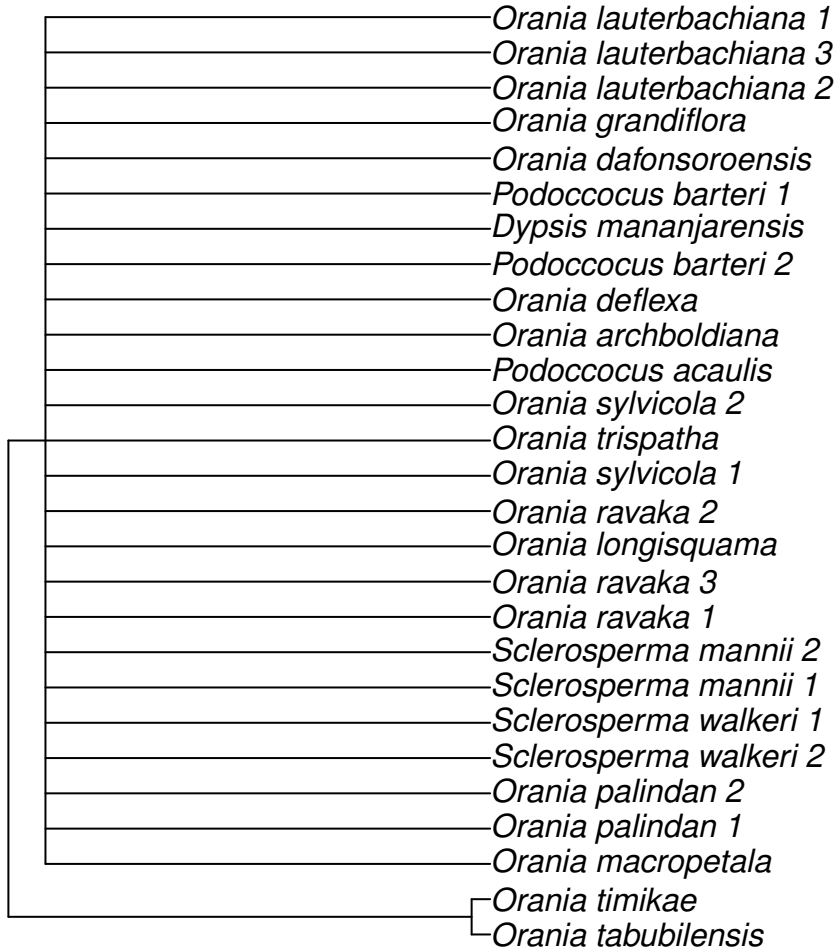 Orania lauterbachiana 1
Orania lauterbachiana 3
Orania lauterbachiana 2
Orania grandiflora
Orania dafonsoroensis
Podoccocus barteri 1
Dypsis mananjarensis
Podoccocus barteri 2
Orania deflexa
Orania archboldiana
Podoccocus acaulis
Orania sylvicola 2
Orania trispatha
Orania sylvicola 1
Orania ravaka 2
Orania longisquama
Orania ravaka 3
Orania ravaka 1
Sclerosperma mannii 2
Sclerosperma mannii 1
Sclerosperma walkeri 1
Sclerosperma walkeri 2
Orania palindan 2
Orania palindan 1
Orania macropetala
Orania timikae
Orania tabubilensis